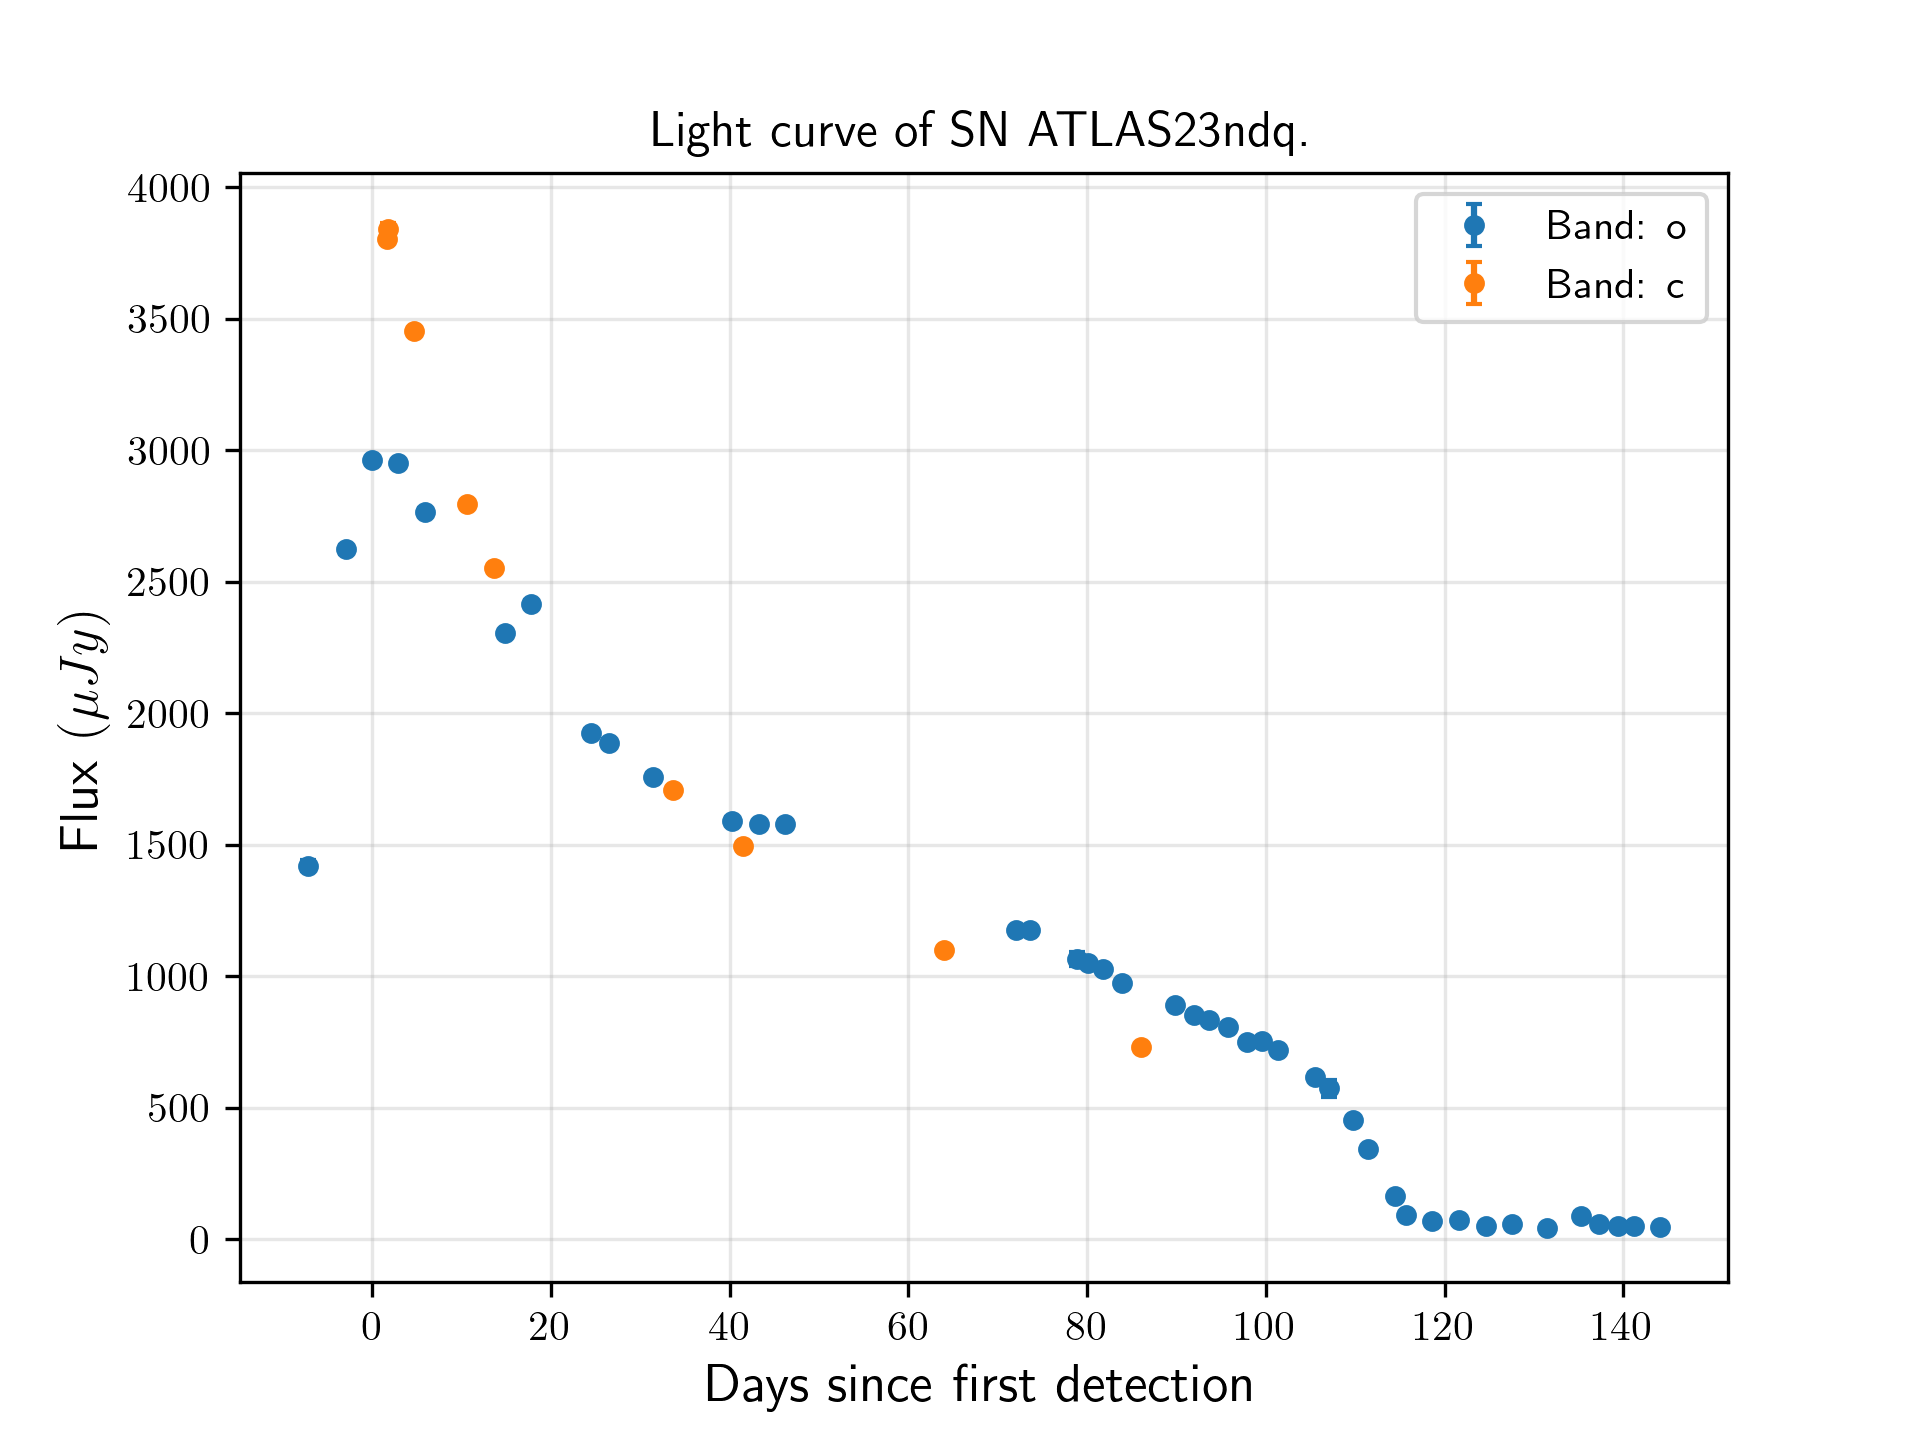 Light curve of SN ATLAS23ndq.
4000
3500
3000
2500
2000
1500
1000
500
0
Flux (μJy)
Band: o
Band: c
0 20 40 60 80 100 120 140
Days since first detection